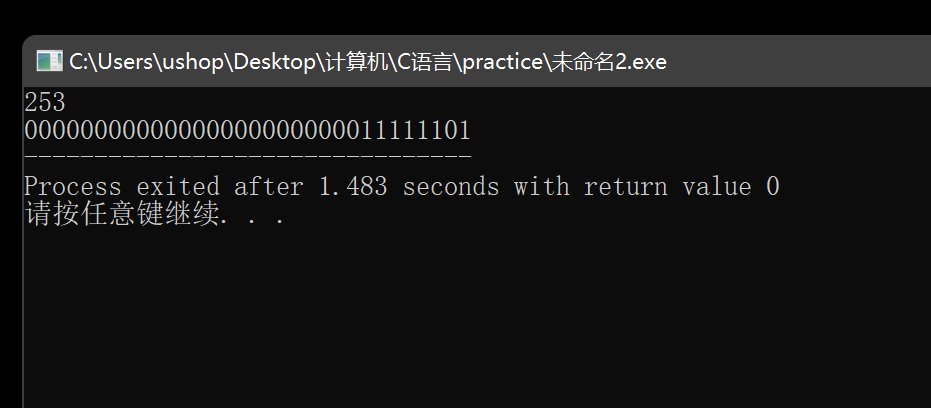 C:\Users\ushop\Desktop\计算机\C语言\practice\未命名2.exe
253
00000000000000000000000011111101
--------------------------------
Process exited after 1.483 seconds with return value 0
请按任意键继续. . .